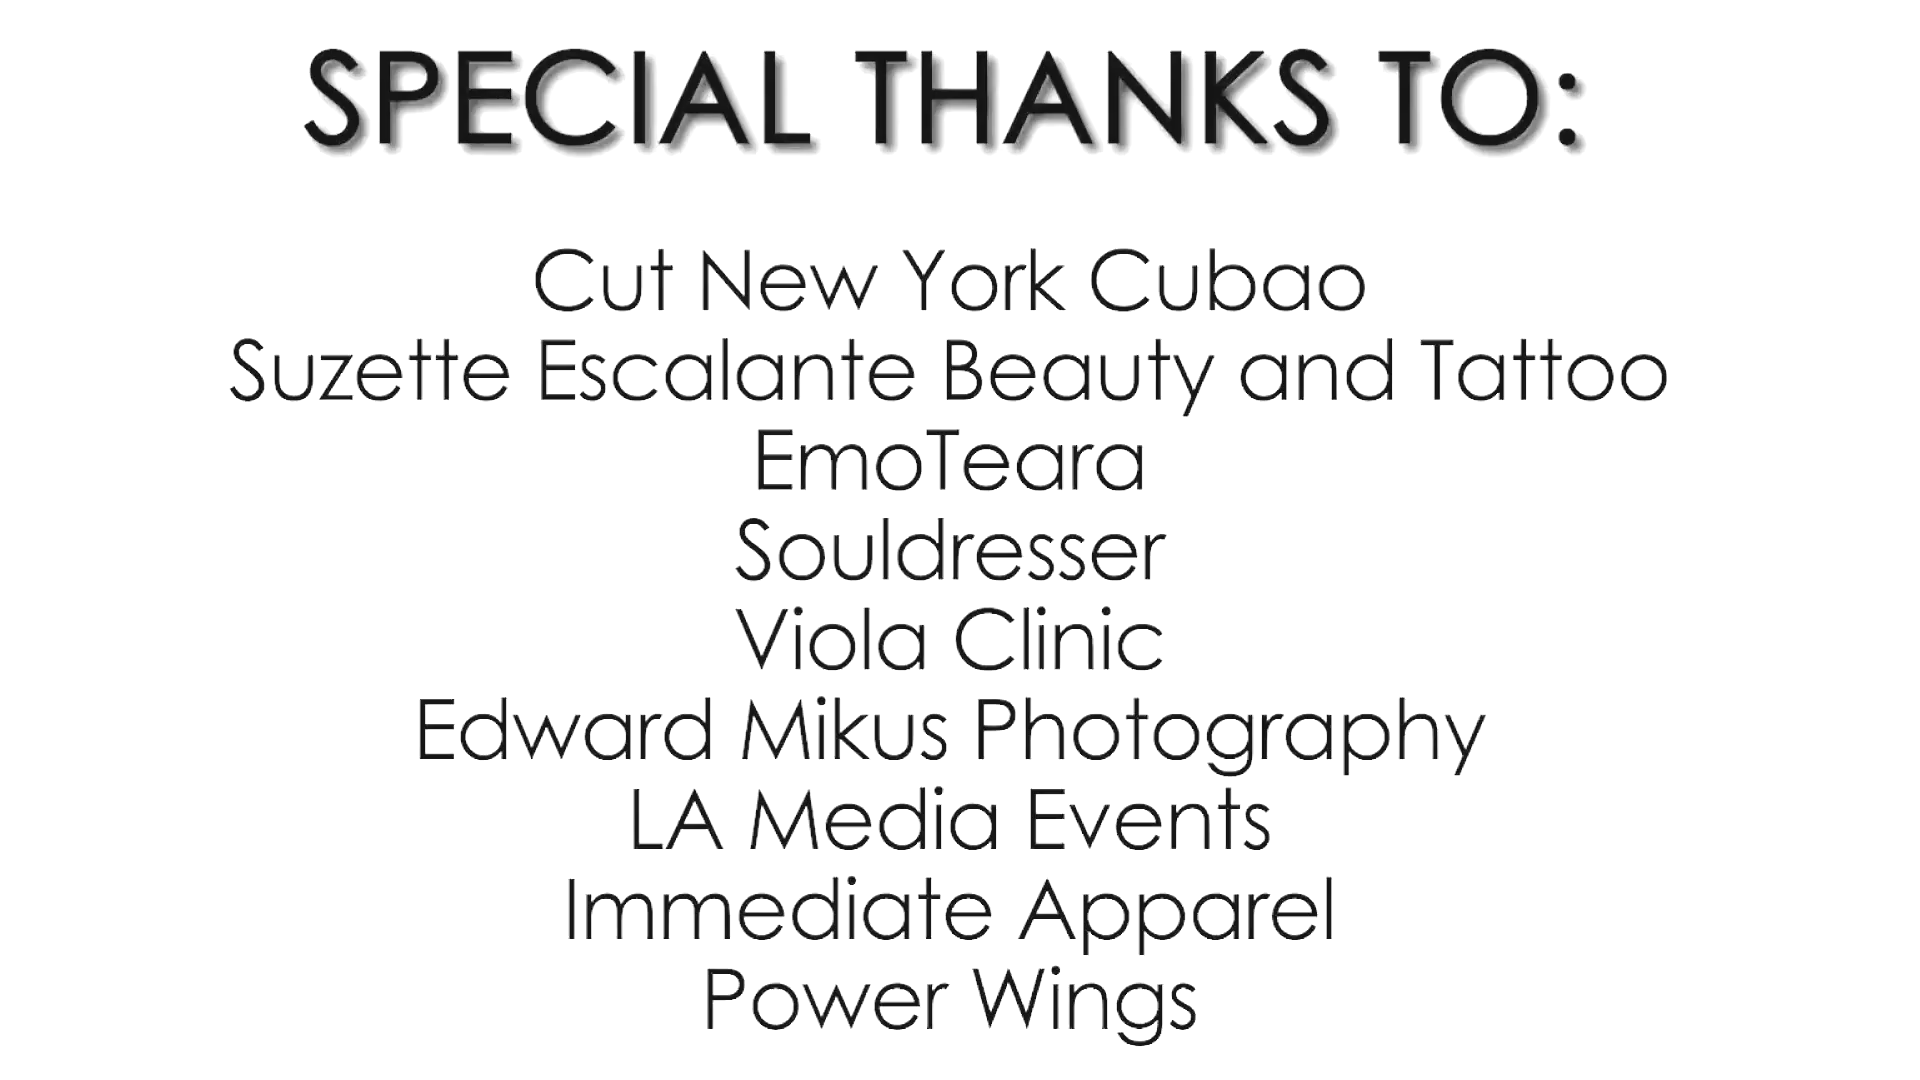 SPECIAL THANKS TO:
Cut New York Cubao
Suzette Escalante Beauty and Tattoo
EmoTeara
Souldresser
Viola Clinic
Edward Mikus Photography
LA Media Events
Immediate Apparel
Power Wings